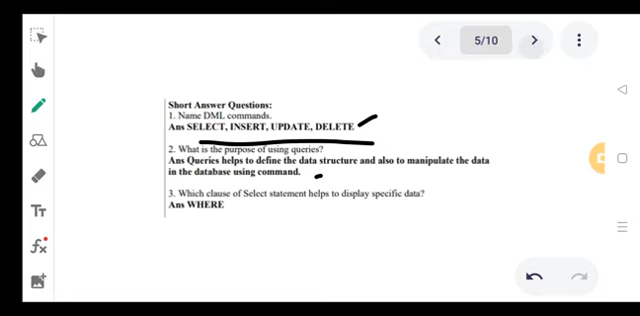 5/10
Short Answer Questions:
1. Name DML commands.
Ans SELECT, INSERT, UPDATE, DELETE
2. What is the purpose of using queries?
Ans Queries helps to define the data structure and also to manipulate the data
in the database using command.
3. Which clause of Select statement helps to display specific data?
Ans WHERE
Tт
fx